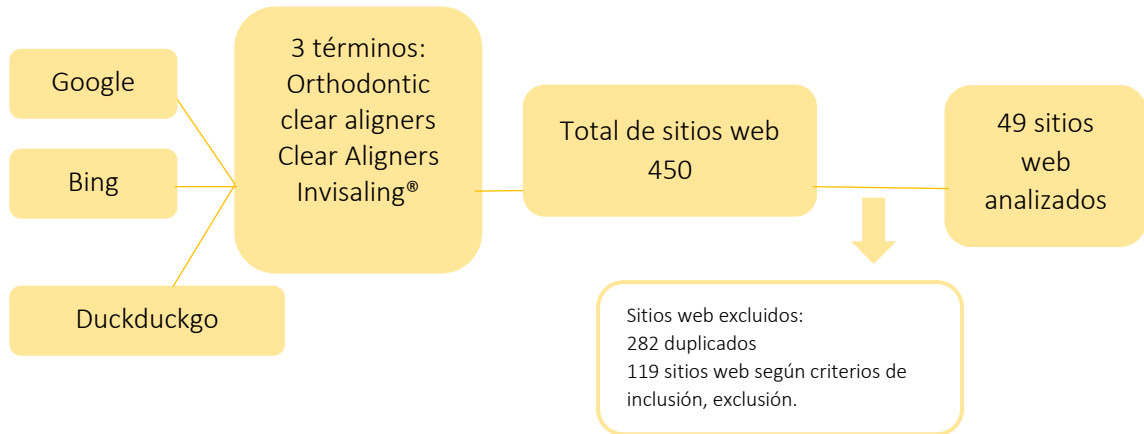 Google
Bing
Duckduckgo
3 términos:
Orthodontic
clear aligners
Clear Aligners
Invisaling®
Total de sitios web
450
49 sitios
web
analizados
Sitios web excluidos:
282 duplicados
119 sitios web según criterios de
inclusión, exclusión.